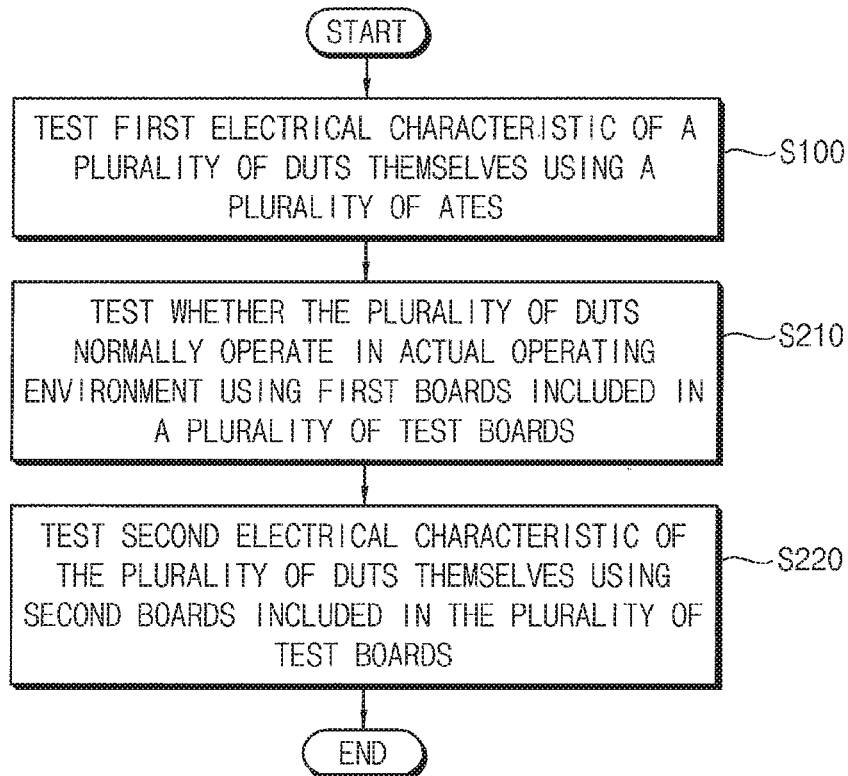 START
TEST FIRST ELECTRICAL CHARACTERISTIC OF A
PLURALITY OF DUTS THEMSELVES USING A
PLURALITY OF ATES
S100
TEST WHETHER THE PLURALITY OF DUTS
NORMALLY OPERATE IN ACTUAL OPERATING
ENVIRONMENT USING FIRST BOARDS INCLUDED IN
A PLURALITY OF TEST BOARDS
S210
TEST SECOND ELECTRICAL CHARACTERISTIC OF
THE PLURALITY OF DUTS THEMSELVES USING
SECOND BOARDS INCLUDED IN THE PLURALITY OF
TEST BOARDS
S220
END